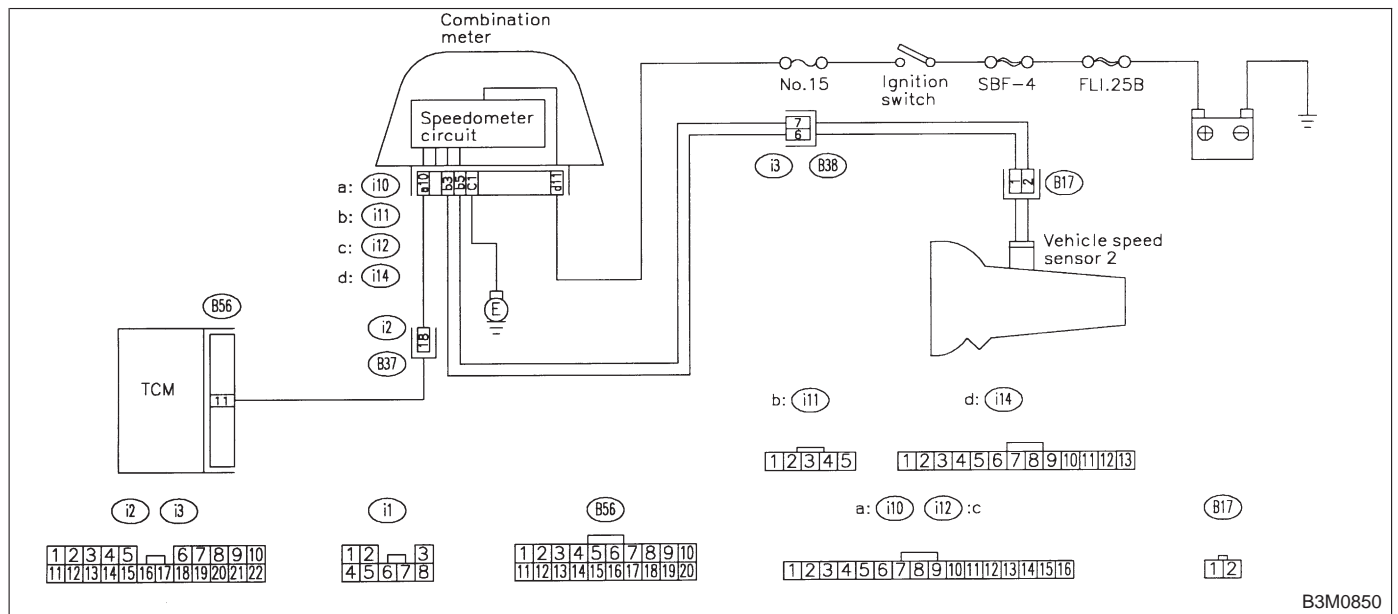 Combination
meter
No.15
Ignition
switch
SBF-4
FLI.25B
Speedometer
circuit
7
6
i3 B38
1 2
B17
a10 b3 b5 c1 d11
a: i10
b: i11
c: i12
d: i14
E
Vehicle speed
sensor 2
B56
i2
18
B37
TCM
11
b: i11
d: i14
1 2 3 4 5
1 2 3 4 5 6 7 8 9 10 11 12 13
i2 i3
i1
B56
a: i10 i12 :c
B17
1 2 3 4 5 6 7 8 9 10
11 12 13 14 15 16 17 18 19 20 21 22
1 2 3
4 5 6 7 8
1 2 3 4 5 6 7 8 9 10
11 12 13 14 15 16 17 18 19 20
1 2 3 4 5 6 7 8 9 10 11 12 13 14 15 16
1 2
B3M0850